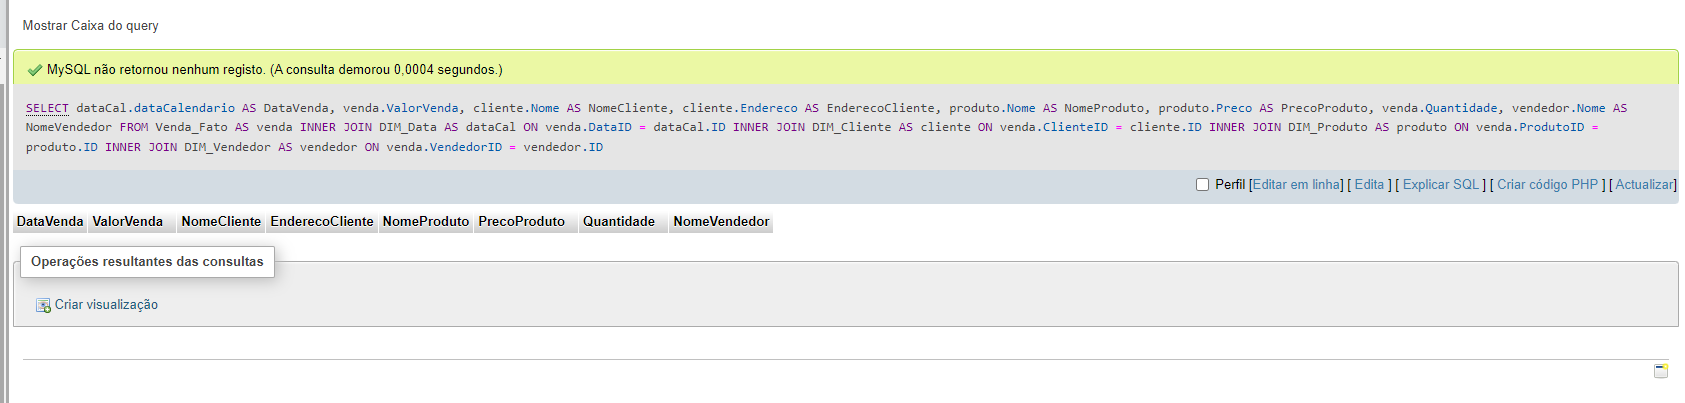 Mostrar Caixa do query
MySQL não retornou nenhum registo. (A consulta demorou 0,0004 segundos.)
SELECT dataCal.dataCalendario AS DataVenda, venda.ValorVenda, cliente.Nome AS NomeCliente, cliente.Endereco AS EnderecoCliente, produto.Nome AS NomeProduto, produto.Preco AS PrecoProduto, venda.Quantidade, vendedor.Nome AS
NomeVendedor FROM Venda_Fato AS venda INNER JOIN DIM_Data AS dataCal ON venda.DataID = dataCal.ID INNER JOIN DIM_Cliente AS cliente ON venda.ClienteID = cliente.ID INNER JOIN DIM_Produto AS produto ON venda.ProdutoID =
produto.ID INNER JOIN DIM_Vendedor AS vendedor ON venda.VendedorID = vendedor.ID
Perfil [Editar em linha] [ Edita ] [ Explicar SQL ] [ Criar código PHP ] [ Actualizar]
DataVenda ValorVenda NomeCliente EnderecoCliente NomeProduto PrecoProduto Quantidade NomeVendedor
Operações resultantes das consultas
Criar visualização